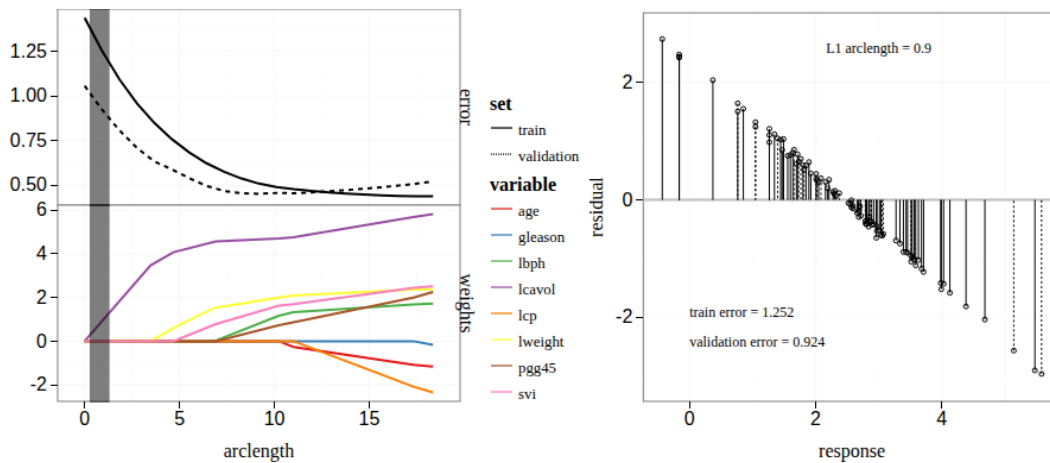 1.25
1.00
0.75
0.50
error
6
4
2
0
-2
weights
0
5
10
15
arclength
set
train
validation
variable
age
gleason
lbph
lcavol
lcp
lweight
pgg45
svi
L1 arclength = 0.9
2
0
-2
residual
train error = 1.252
validation error = 0.924
0
2
4
response